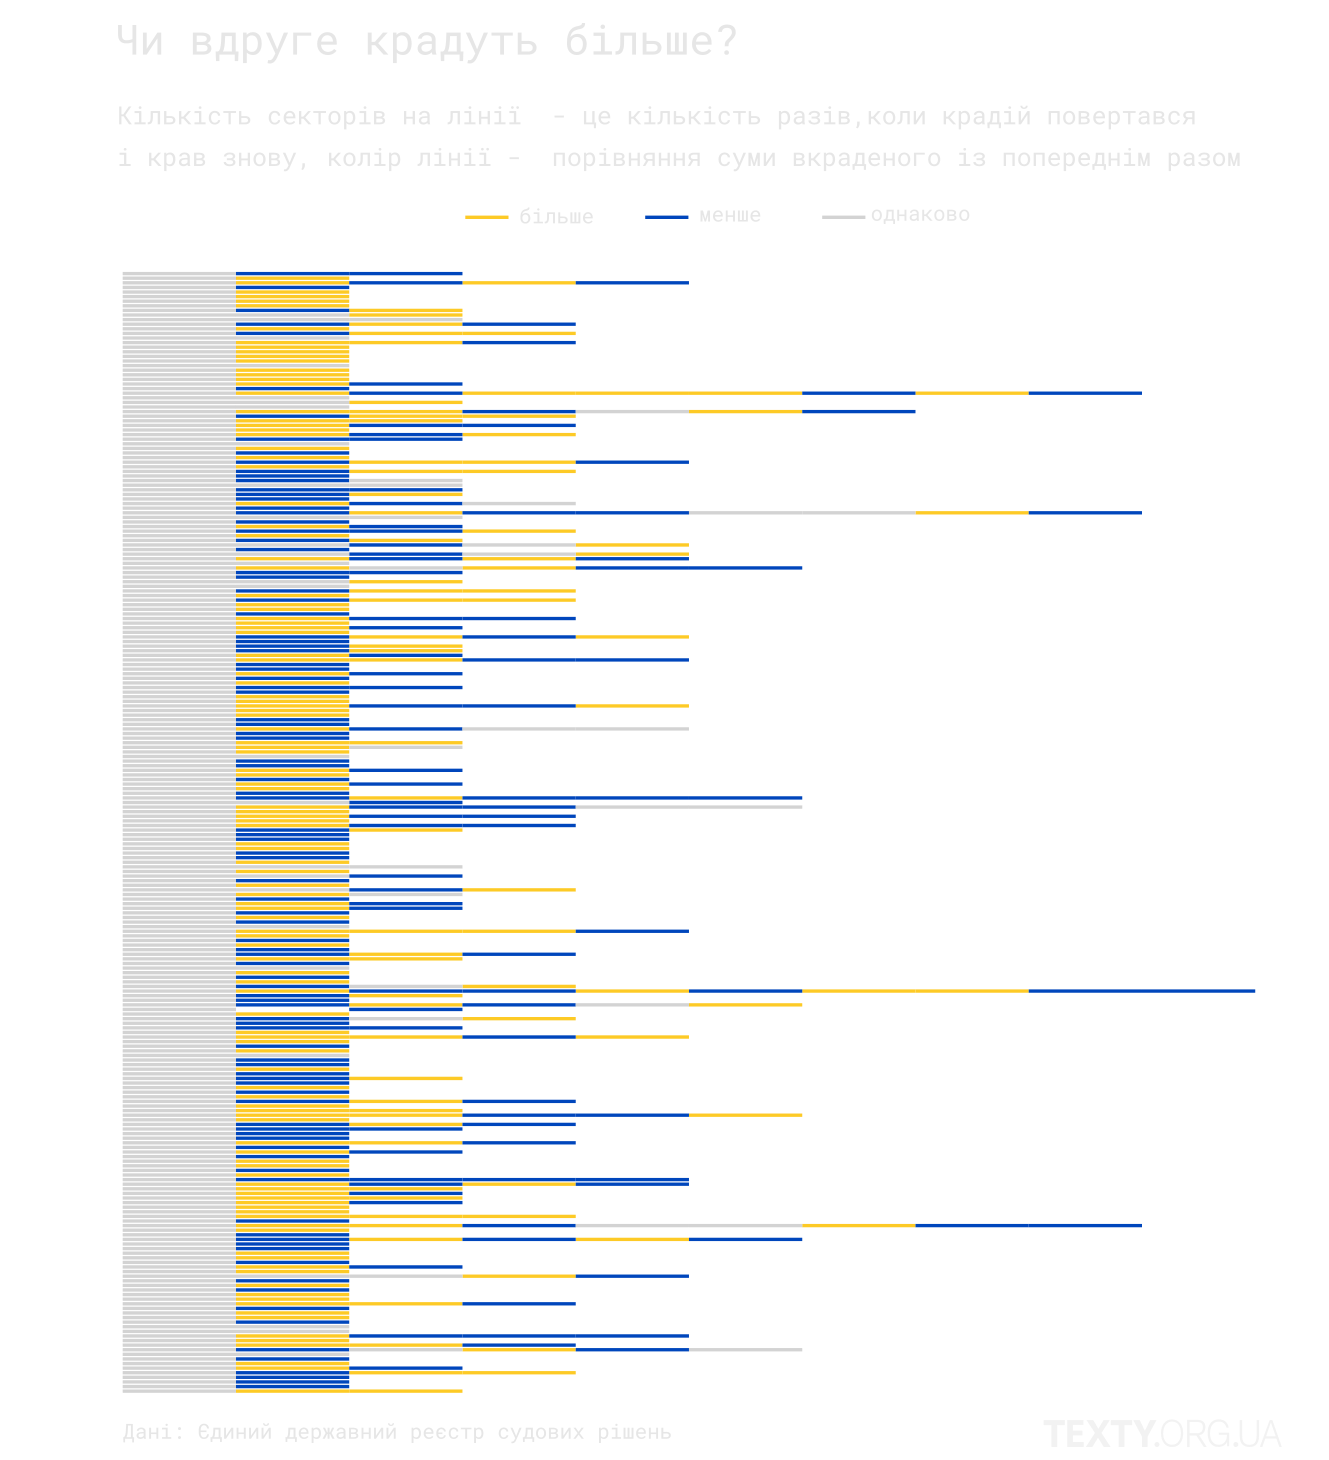 Чи вдруге крадуть більше?
Кількість секторів на лінії - це кількість разів,коли крадій повертався
і крав знову, колір лінії - порівняння суми вкраденого із попереднім разом
більше менше однаково
Дані: Єдиний державний реєстр судових рішень
TEXTY.ORG.UA